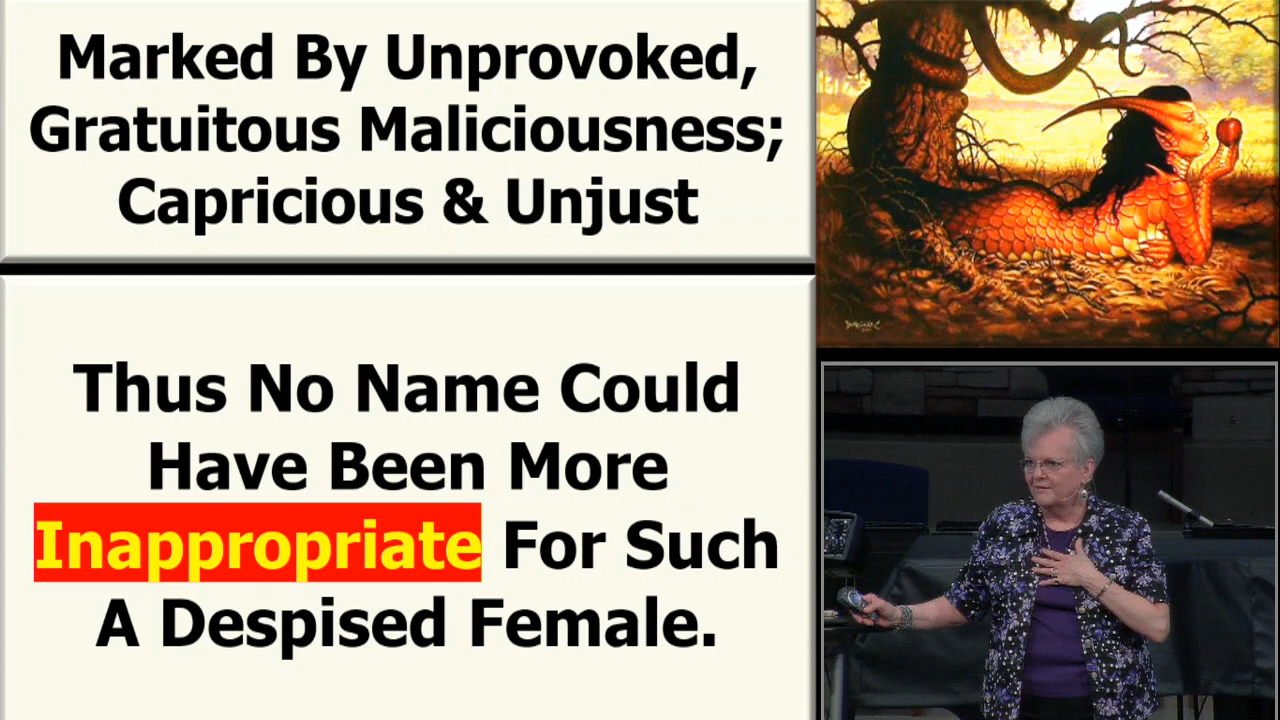 Marked By Unprovoked,
Gratuitous Maliciousness;
Capricious & Unjust
Thus No Name Could
Have Been More
Inappropriate For Such
A Despised Female.